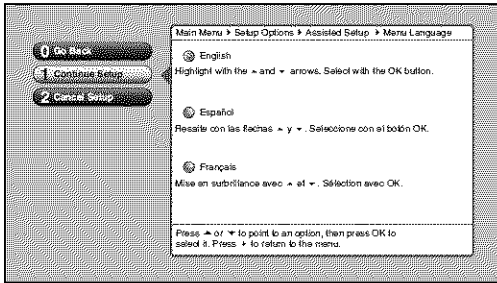 Main Menu ▸ Setup Options ▸ Assisted Setup ▸ Menu Language
0 Go Back
1 Continue Setup
2 Cancel Setup
English
Highlight with the ▲ and ▼ arrows. Select with the OK button.
Español
Resalte con las flechas ▲ y ▼. Seleccione con el botón OK.
Français
Mise en surbrillance avec ▲ et ▼. Sélection avec OK.
Press ▲ or ▼ to point to an option, then press OK to
select it. Press ▸ to return to the menu.